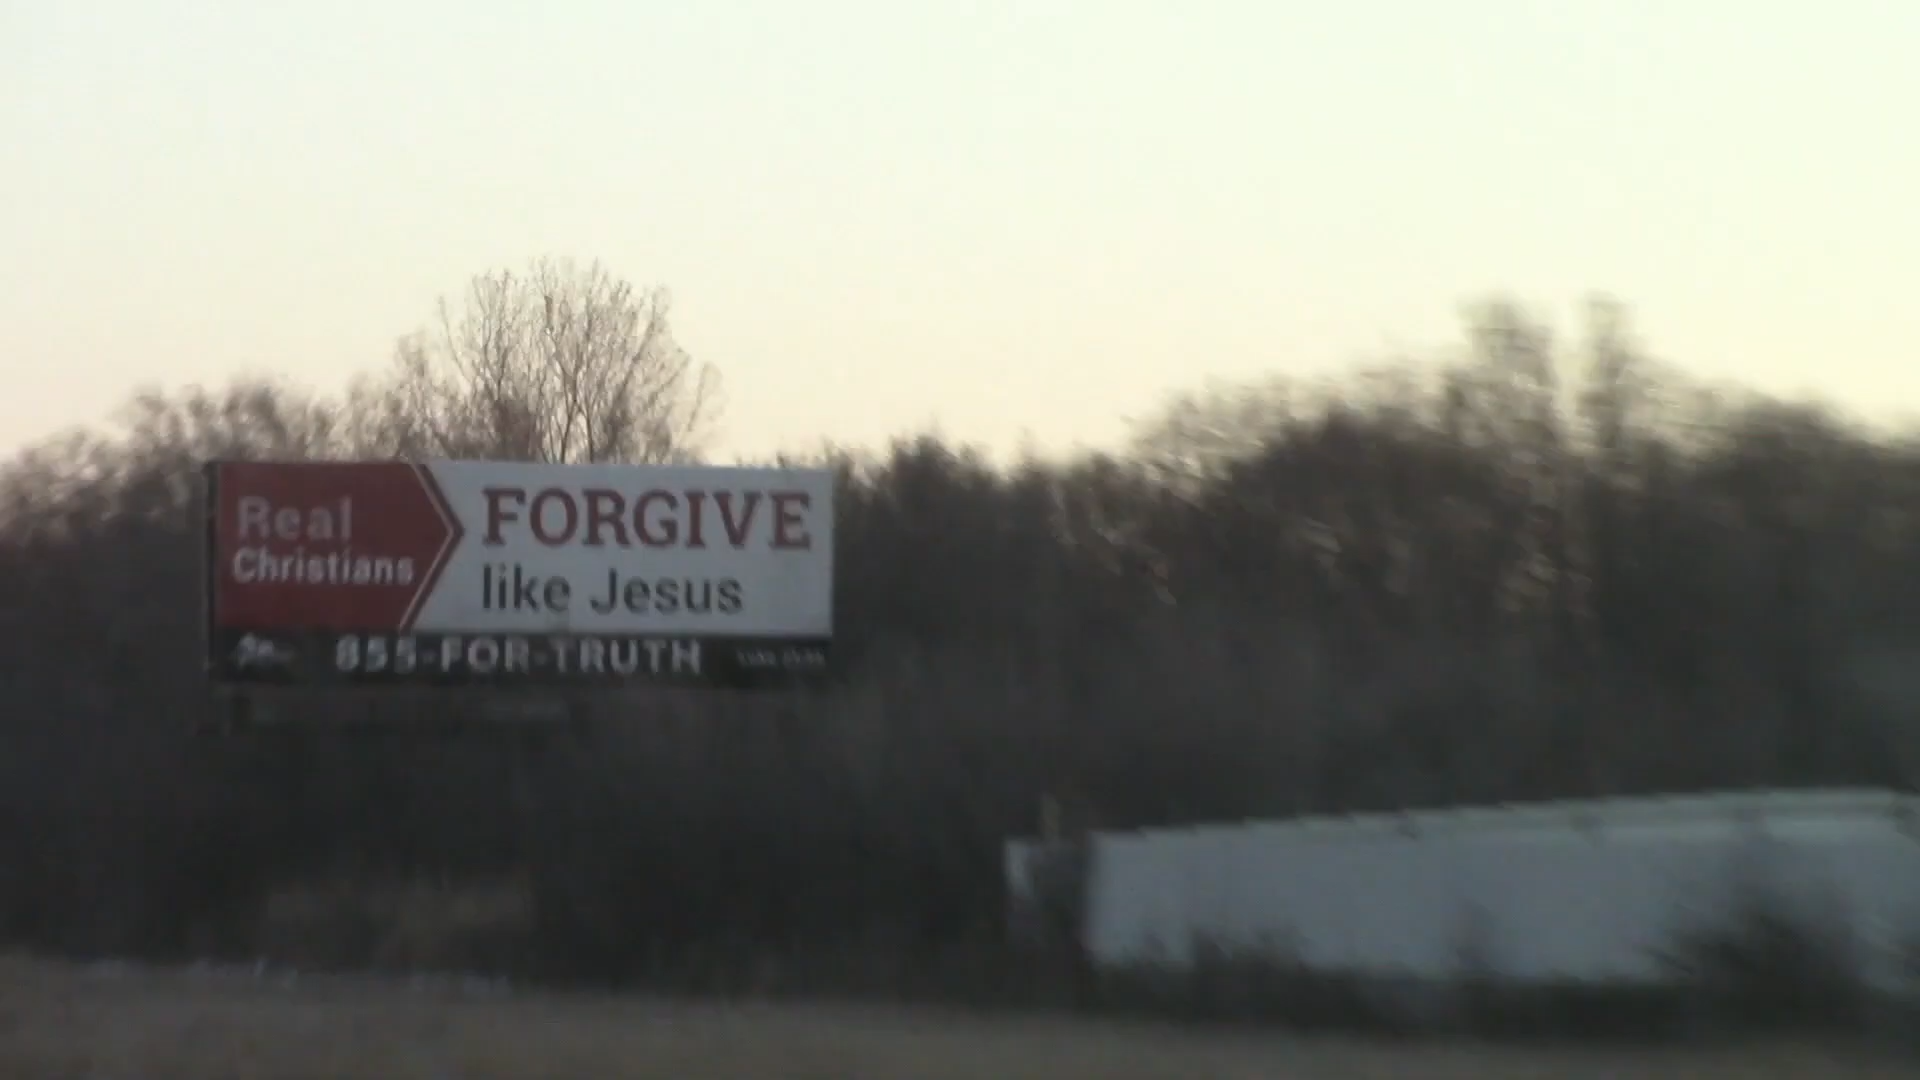 Real
Christians
FORGIVE
like Jesus
855-FOR-TRUTH